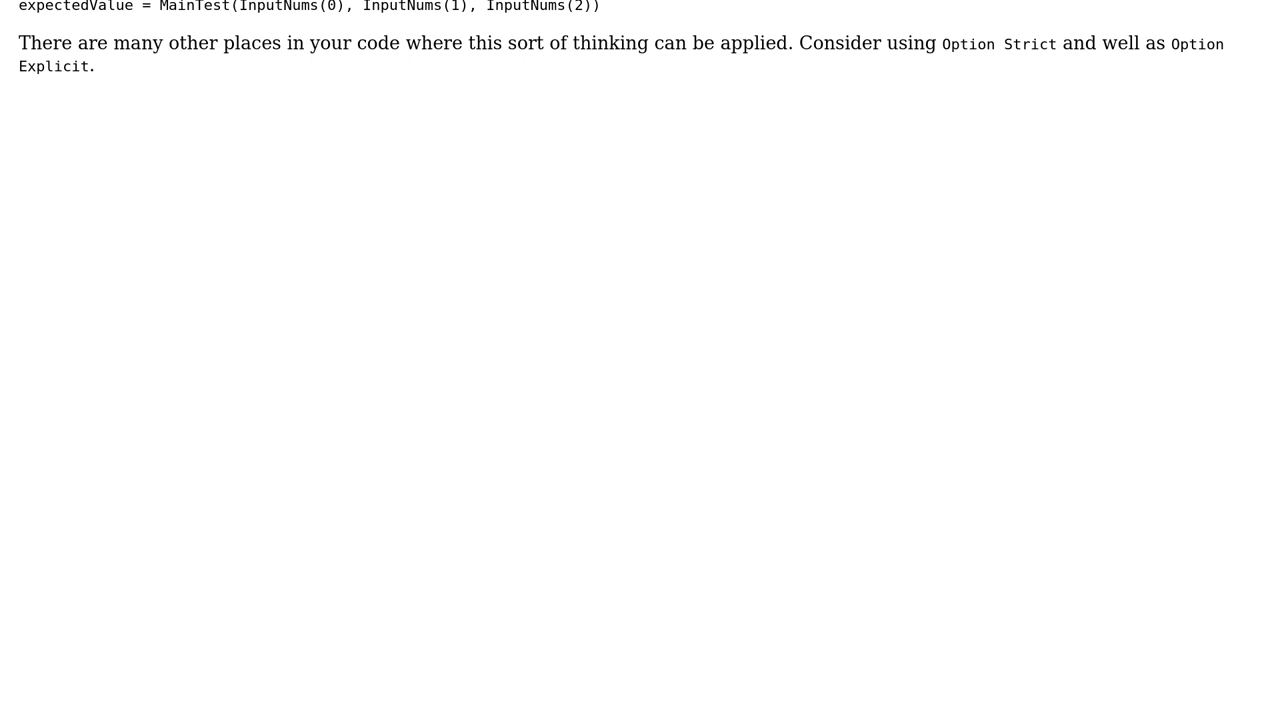 expectedValue = MainTest(InputNums(0), InputNums(1), InputNums(2))
There are many other places in your code where this sort of thinking can be applied. Consider using Option Strict and well as Option
Explicit.